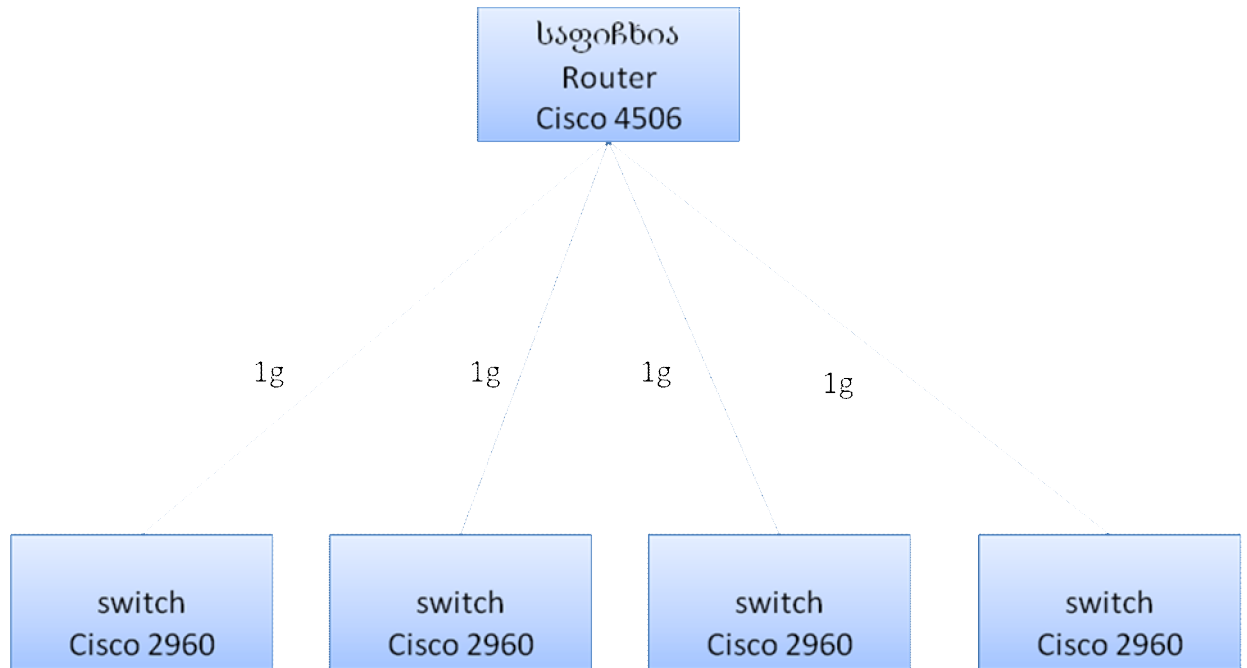 საფიჩხია
Router
Cisco 4506
1g
1g
1g
1g
switch
Cisco 2960
switch
Cisco 2960
switch
Cisco 2960
switch
Cisco 2960